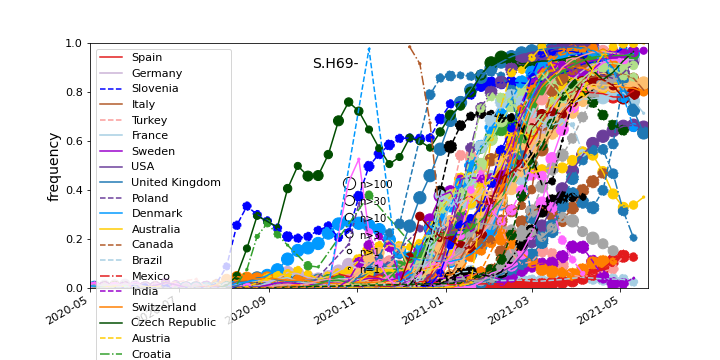 S.H69-
frequency
1.0
0.8
0.6
0.4
0.2
0.0
2020-05
2020-09
2020-11
2021-01
2021-03
2021-05
Spain
Germany
Slovenia
Italy
Turkey
France
Sweden
USA
United Kingdom
Poland
Denmark
Australia
Canada
Brazil
Mexico
India
Switzerland
Czech Republic
Austria
Croatia
n>100
n>30
n>10